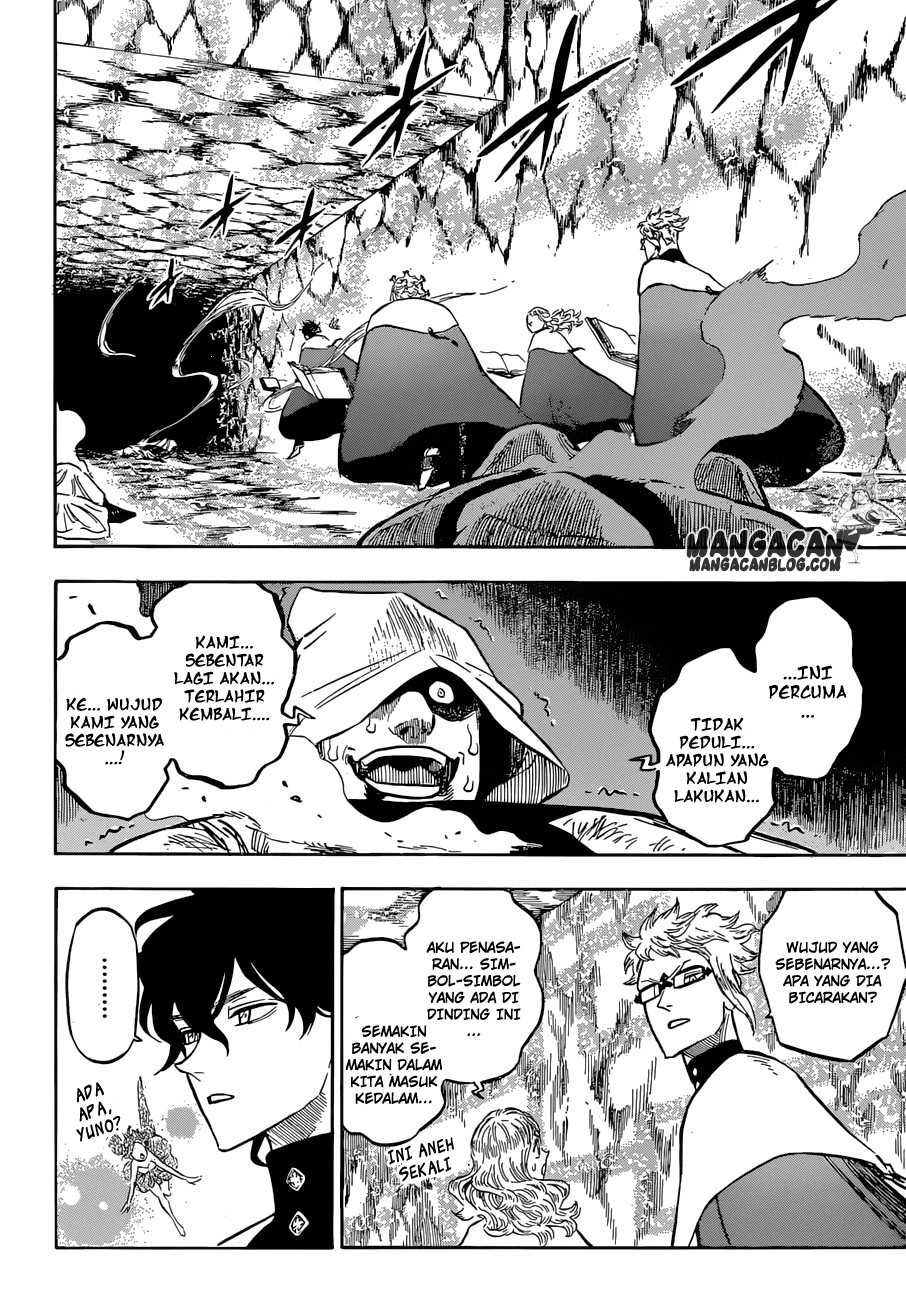 MANGACAN
MANGACANBLOG.COM
...INI
PERCUMA
...
TIDAK
PEDULI...
APAPUN YANG
KALIAN
LAKUKAN...
KAMI...
SEBENTAR
LAGI AKAN...
TERLAHIR
KEMBALI....
KE... WUJUD
KAMI YANG
SEBENARNYA
....!
WUJUD YANG
SEBENARNYA...?
APA YANG DIA
BICARAKAN?
AKU PENASA-
RAN... SIM-
BOL-SIMBOL
YANG ADA DI
DINDING INI
...
SEMAKIN
BANYAK SE-
MAKIN DALAM
KITA MASUK
KEDALAM...
INI ANEH
SEKALI
.........
ADA
APA,
YUNO?